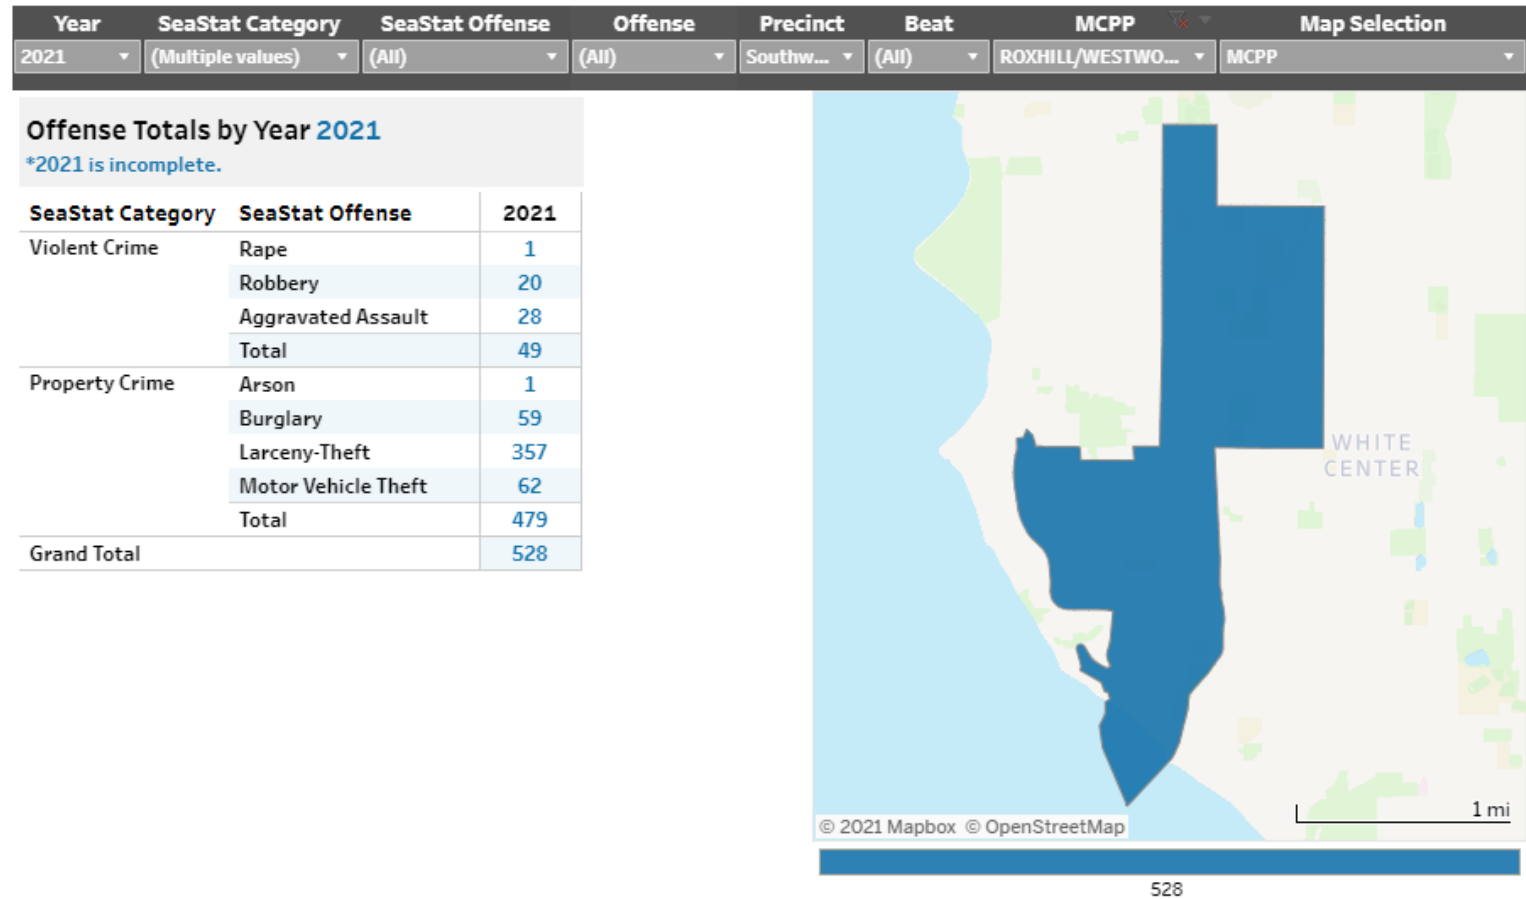 Year SeaStat Category SeaStat Offense Offense Precinct Beat MCPP Map Selection
2021 (Multiple values) (All) (All) Southw... (All) ROXHILL/WESTWO... MCPP
Offense Totals by Year 2021
*2021 is incomplete.
SeaStat Category SeaStat Offense 2021
Violent Crime Rape 1
Robbery 20
Aggravated Assault 28
Total 49
Property Crime Arson 1
Burglary 59
Larceny-Theft 357
Motor Vehicle Theft 62
Total 479
Grand Total 528
WHITE
CENTER
1 mi
© 2021 Mapbox © OpenStreetMap
528